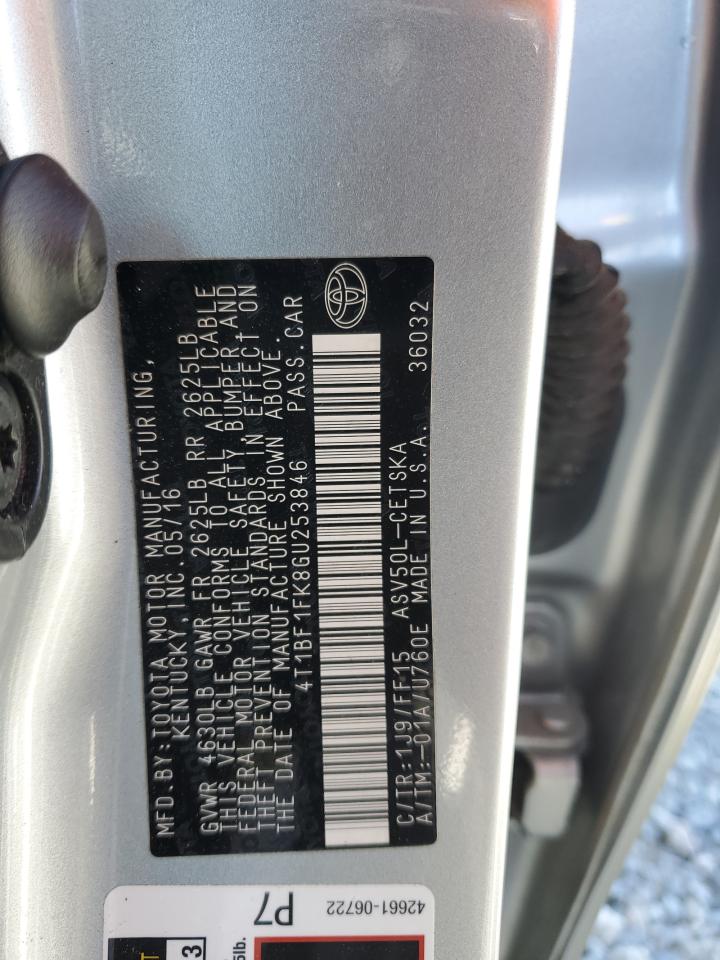 MFD.BY:TOYOTA MOTOR MANUFACTURING,
KENTUCKY,INC.05/16
GVWR 4630LB GAWR FR 2625LB RR 2625LB
THIS VEHICLE CONFORMS TO ALL APPLICABLE
FEDERAL MOTOR VEHICLE SAFETY,BUMPER,AND
THEFT PREVENTION STANDARDS IN EFFECT ON
THE DATE OF MANUFACTURE SHOWN ABOVE.
4T1BF1FK8GU253846 PASS.CAR
C/TR:1J9/FF15 ASV50L-CETSKA
A/TM:-01A/U760E MADE IN U.S.A. 36032
42661-06722
P7
3